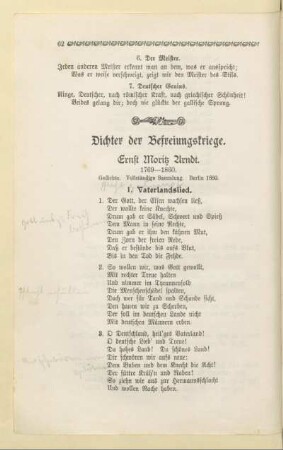 62
6. Der Meister.
Jeden anderen Meister erkennt man an dem, was er ausspricht;
Was er weise verschweigt, zeigt mir den Meister des Stils.
7. Deutscher Genius.
Ringe, Deutscher, nach römischer Kraft, nach griechischer Schönheit!
Beides gelang dir; doch nie glückte der gallische Sprung.
Dichter der Befreiungskriege.
Ernst Moritz Arndt.
1769—1860.
Gedichte. Vollständige Sammlung. Berlin 1860.
1. Vaterlandslied.
1. Der Gott, der Eisen wachsen ließ,
Der wollte keine Knechte,
Drum gab er Säbel, Schwert und Spieß
Dem Mann in seine Rechte,
Drum gab er ihm den kühnen Mut,
Den Zorn der freien Rede,
Daß er bestände bis aufs Blut,
Bis in den Tod die Fehde.
2. So wollen wir, was Gott gewollt,
Mit rechter Treue halten
Und nimmer im Tyrannensold
Die Menschenschädel spalten,
Doch wer für Tand und Schande ficht,
Den hauen wir zu Scherben,
Der soll im deutschen Lande nicht
Mit deutschen Männern erben.
3. O Deutschland, heil'ges Vaterland!
O deutsche Lieb' und Treue!
Du hohes Land! Du schönes Land!
Dir schwören wir aufs neue:
Dem Buben und dem Knecht die Acht!
Der füttre Kräh'n und Raben!
So ziehn wir aus zur Hermannsschlacht
Und wollen Rache haben.